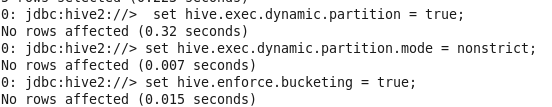 0: jdbc:hive2://>  set hive.exec.dynamic.partition = true;
No rows affected (0.32 seconds)
0: jdbc:hive2://> set hive.exec.dynamic.partition.mode = nonstrict;
No rows affected (0.007 seconds)
0: jdbc:hive2://> set hive.enforce.bucketing = true;
No rows affected (0.015 seconds)